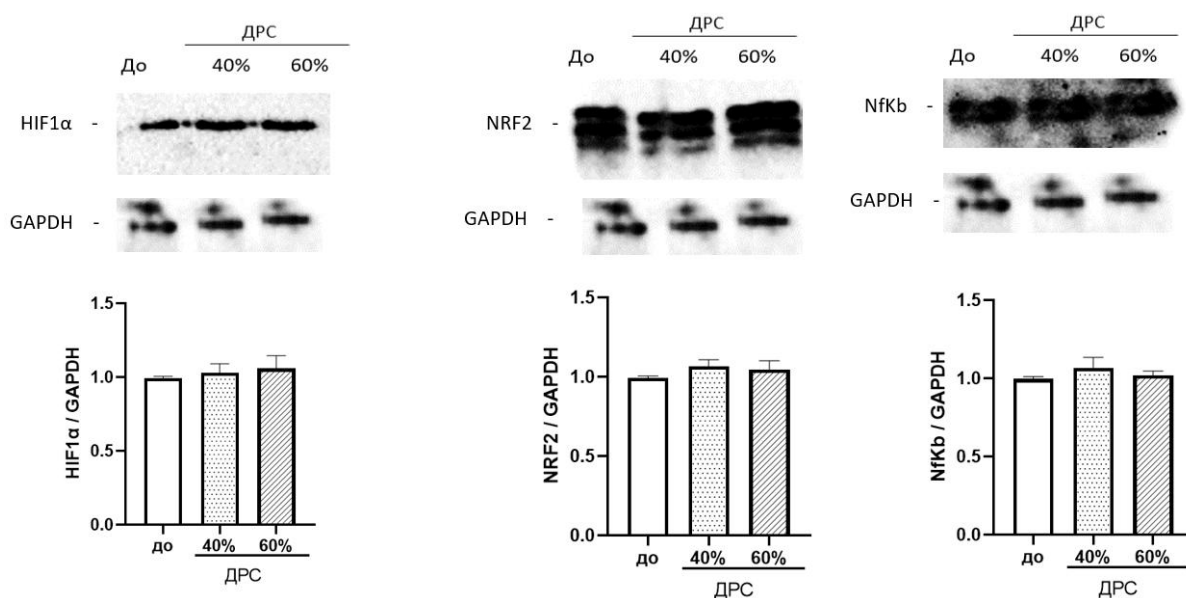 ДРС
До 40% 60%
HIF1α -
GAPDH -
1.5
1.0
0.5
0.0
HIF1α / GAPDH
до 40% 60%
ДРС
ДРС
До 40% 60%
NRF2 -
GAPDH -
1.5
1.0
0.5
0.0
NRF2 / GAPDH
до 40% 60%
ДРС
ДРС
До 40% 60%
NfKb -
GAPDH -
1.5
1.0
0.5
0.0
NfKb / GAPDH
до 40% 60%
ДРС